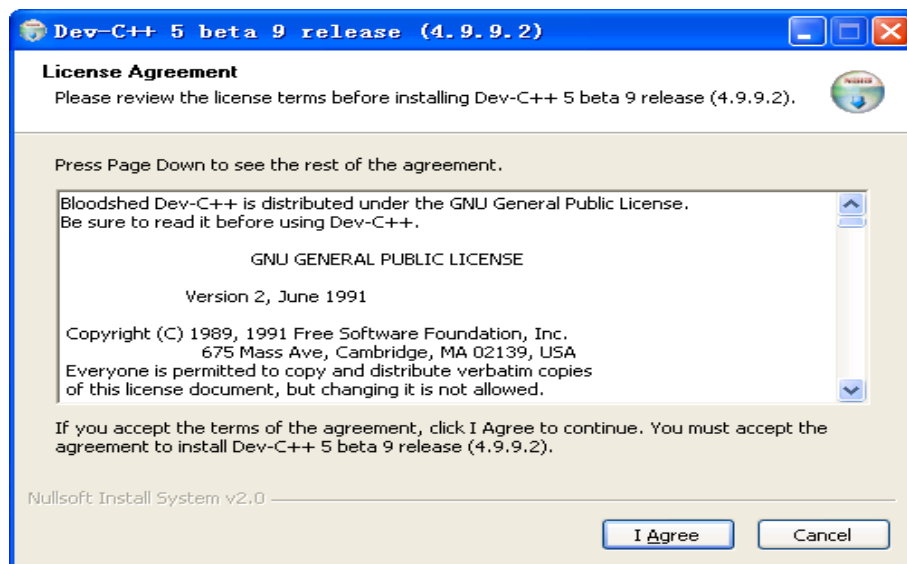 Dev-C++ 5 beta 9 release (4.9.9.2)
License Agreement
Please review the license terms before installing Dev-C++ 5 beta 9 release (4.9.9.2).
Press Page Down to see the rest of the agreement.
Bloodshed Dev-C++ is distributed under the GNU General Public License.
Be sure to read it before using Dev-C++.
GNU GENERAL PUBLIC LICENSE
Version 2, June 1991
Copyright (C) 1989, 1991 Free Software Foundation, Inc.
675 Mass Ave, Cambridge, MA 02139, USA
Everyone is permitted to copy and distribute verbatim copies
of this license document, but changing it is not allowed.
If you accept the terms of the agreement, click I Agree to continue. You must accept the
agreement to install Dev-C++ 5 beta 9 release (4.9.9.2).
Nullsoft Install System v2.0
I Agree
Cancel